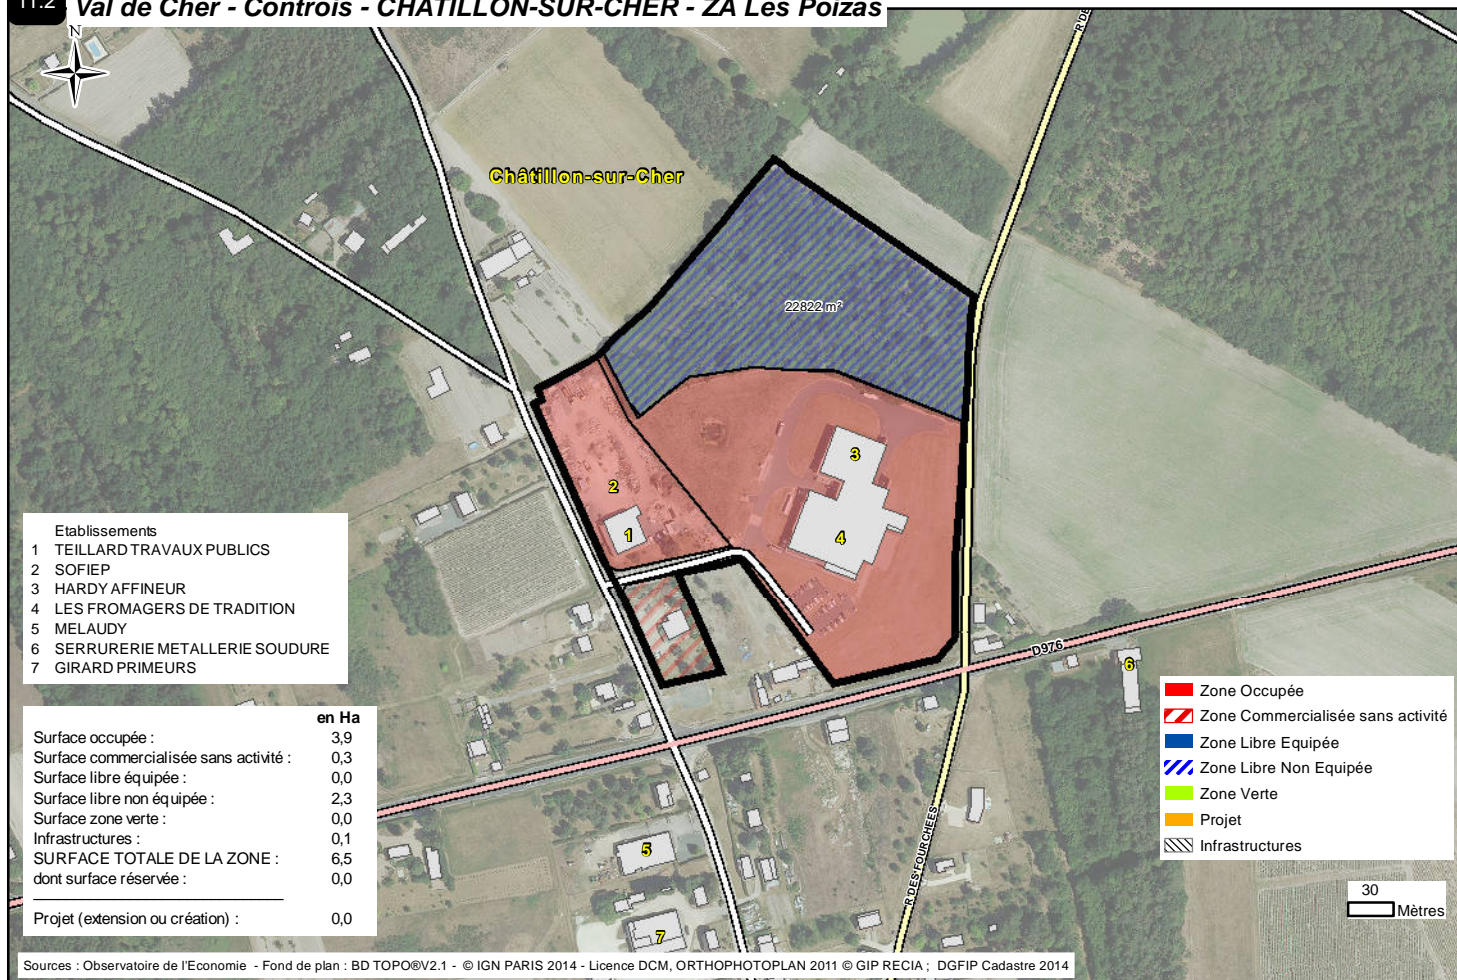 11.2 Val de Cher - Controis - CHATILLON-SUR-CHER - ZA Les Poizas
N
R DE
Châtillon-sur-Cher
22822 m²
3
2
1
4
Etablissements
1 TEILLARD TRAVAUX PUBLICS
2 SOFIEP
3 HARDY AFFINEUR
4 LES FROMAGERS DE TRADITION
5 MELAUDY
6 SERRURERIE METALLERIE SOUDURE
7 GIRARD PRIMEURS
D976
6
en Ha
Surface occupée : 3,9
Surface commercialisée sans activité : 0,3
Surface libre équipée : 0,0
Surface libre non équipée : 2,3
Surface zone verte : 0,0
Infrastructures : 0,1
SURFACE TOTALE DE LA ZONE : 6,5
dont surface réservée : 0,0
Projet (extension ou création) : 0,0
Zone Occupée
Zone Commercialisée sans activité
Zone Libre Equipée
Zone Libre Non Equipée
Zone Verte
Projet
Infrastructures
R DES FOURCHEES
5
7
30
Mètres
Sources : Observatoire de l'Economie - Fond de plan : BD TOPO®V2.1 - © IGN PARIS 2014 - Licence DCM, ORTHOPHOTOPLAN 2011 © GIP RECIA ; DGFIP Cadastre 2014